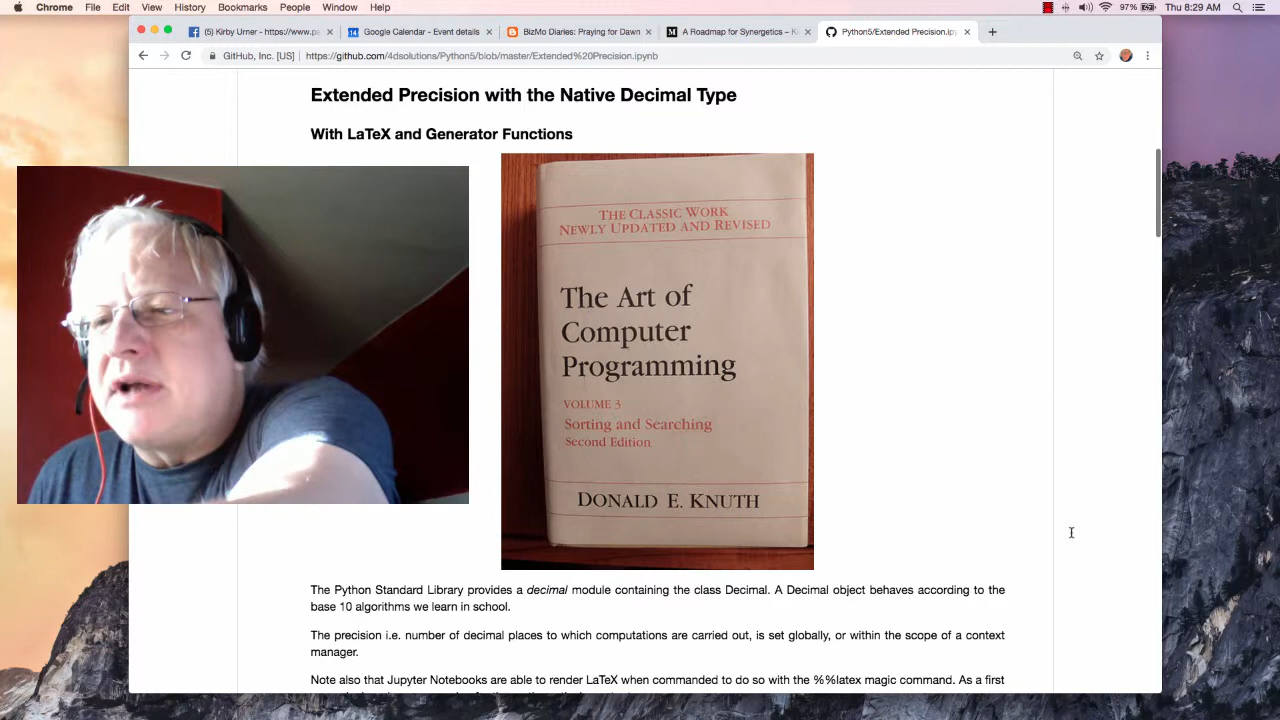 Chrome File Edit View History Bookmarks People Window Help 97% Thu 8:29 AM
(5) Kirby Urner - https://www.pe Google Calendar - Event details BizMo Diaries: Praying for Dawn A Roadmap for Synergetics – K Python5/Extended Precision.ipy
GitHub, Inc. [US] https://github.com/4dsolutions/Python5/blob/master/Extended%20Precision.ipynb
Extended Precision with the Native Decimal Type
With LaTeX and Generator Functions
THE CLASSIC WORK
NEWLY UPDATED AND REVISED
The Art of
Computer
Programming
VOLUME 3
Sorting and Searching
Second Edition
DONALD E. KNUTH
The Python Standard Library provides a decimal module containing the class Decimal. A Decimal object behaves according to the
base 10 algorithms we learn in school.
The precision i.e. number of decimal places to which computations are carried out, is set globally, or within the scope of a context
manager.
Note also that Jupyter Notebooks are able to render LaTeX when commanded to do so with the %%latex magic command. As a first